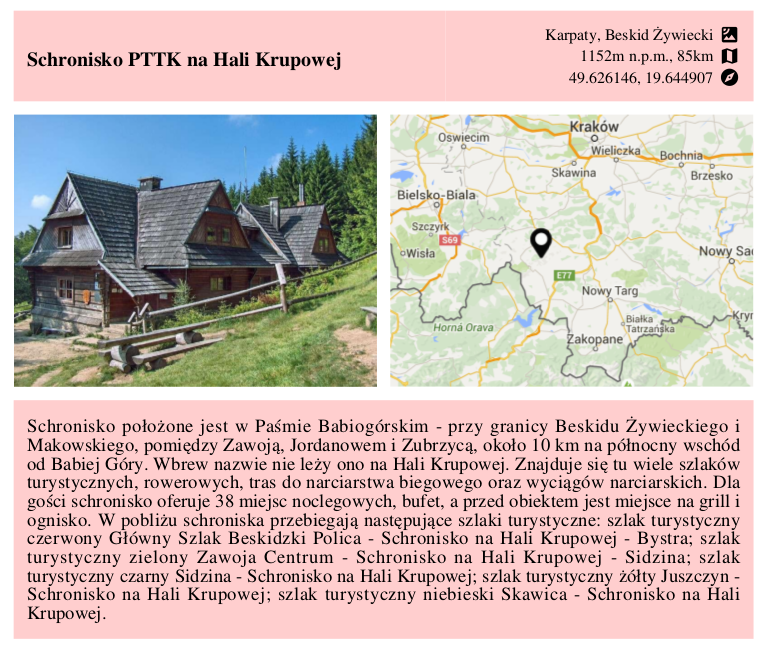 Schronisko PTTK na Hali Krupowej
Karpaty, Beskid Żywiecki
1152m n.p.m., 85km
49.626146, 19.644907
Kraków
Oswiecim
Wieliczka
Bochnia
Skawina
Brzesko
Bielsko-Biala
Szczyrk
S69
Wisła
Nowy Sac
E77
Nowy Targ
Horná Orava
Białka
Tatrzańska
Kryn
Zakopane
Schronisko położone jest w Paśmie Babiogórskim - przy granicy Beskidu Żywieckiego i
Makowskiego, pomiędzy Zawoją, Jordanowem i Zubrzycą, około 10 km na północny wschód
od Babiej Góry. Wbrew nazwie nie leży ono na Hali Krupowej. Znajduje się tu wiele szlaków
turystycznych, rowerowych, tras do narciarstwa biegowego oraz wyciągów narciarskich. Dla
gości schronisko oferuje 38 miejsc noclegowych, bufet, a przed obiektem jest miejsce na grill i
ognisko. W pobliżu schroniska przebiegają następujące szlaki turystyczne: szlak turystyczny
czerwony Główny Szlak Beskidzki Polica - Schronisko na Hali Krupowej - Bystra; szlak
turystyczny zielony Zawoja Centrum - Schronisko na Hali Krupowej - Sidzina; szlak
turystyczny czarny Sidzina - Schronisko na Hali Krupowej; szlak turystyczny żółty Juszczyn -
Schronisko na Hali Krupowej; szlak turystyczny niebieski Skawica - Schronisko na Hali
Krupowej.